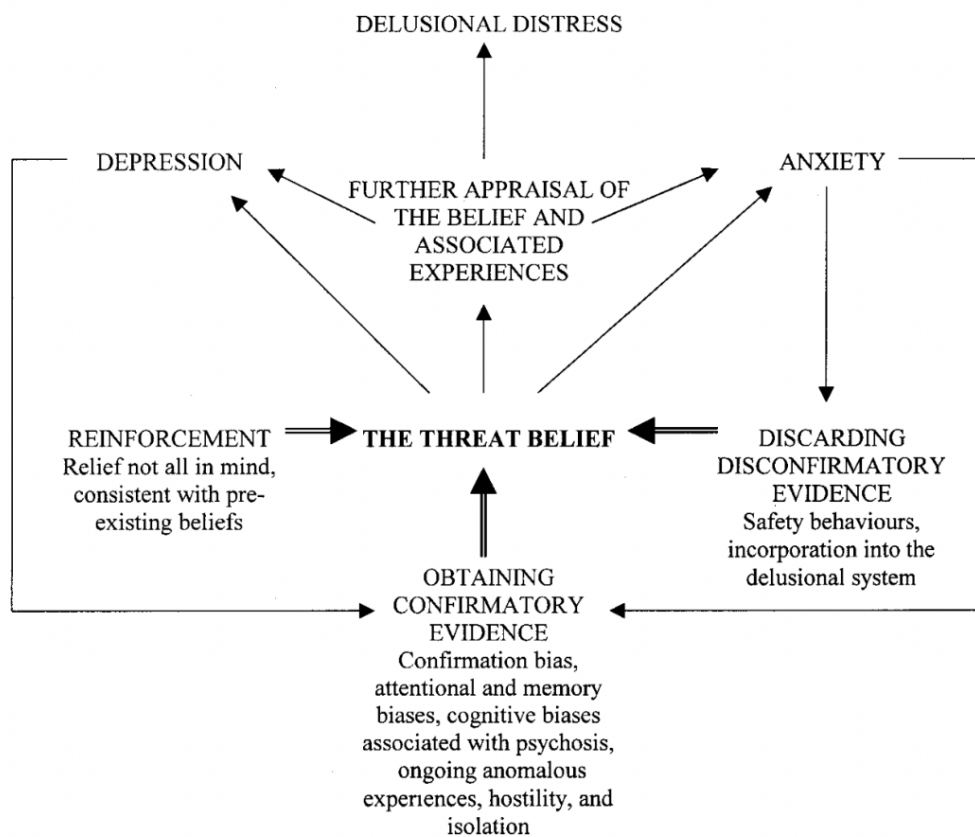 DELUSIONAL DISTRESS
DEPRESSION
ANXIETY
FURTHER APPRAISAL OF
THE BELIEF AND
ASSOCIATED
EXPERIENCES
REINFORCEMENT
Relief not all in mind,
consistent with pre-
existing beliefs
THE THREAT BELIEF
DISCARDING
DISCONFIRMATORY
EVIDENCE
Safety behaviours,
incorporation into the
delusional system
OBTAINING
CONFIRMATORY
EVIDENCE
Confirmation bias,
attentional and memory
biases, cognitive biases
associated with psychosis,
ongoing anomalous
experiences, hostility, and
isolation